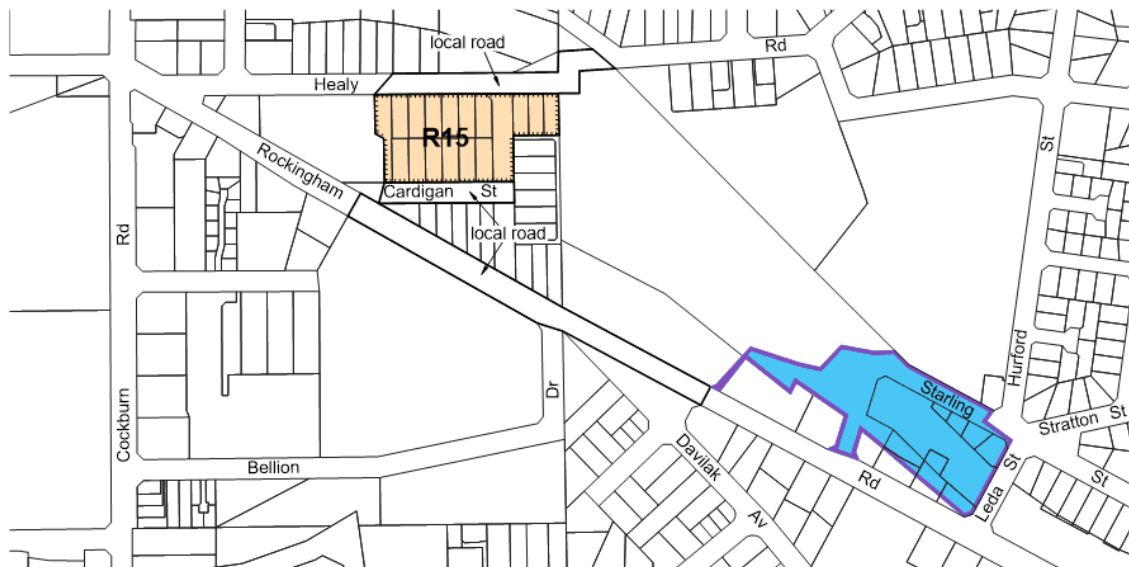 local road
Rd
Healy
R15
Rockingham
Cardigan St
local road
Rd
St
Hurford
Starling
Stratton St
Cockburn
Dr
Bellion
Davilak
Av
Rd
Leda
St
St